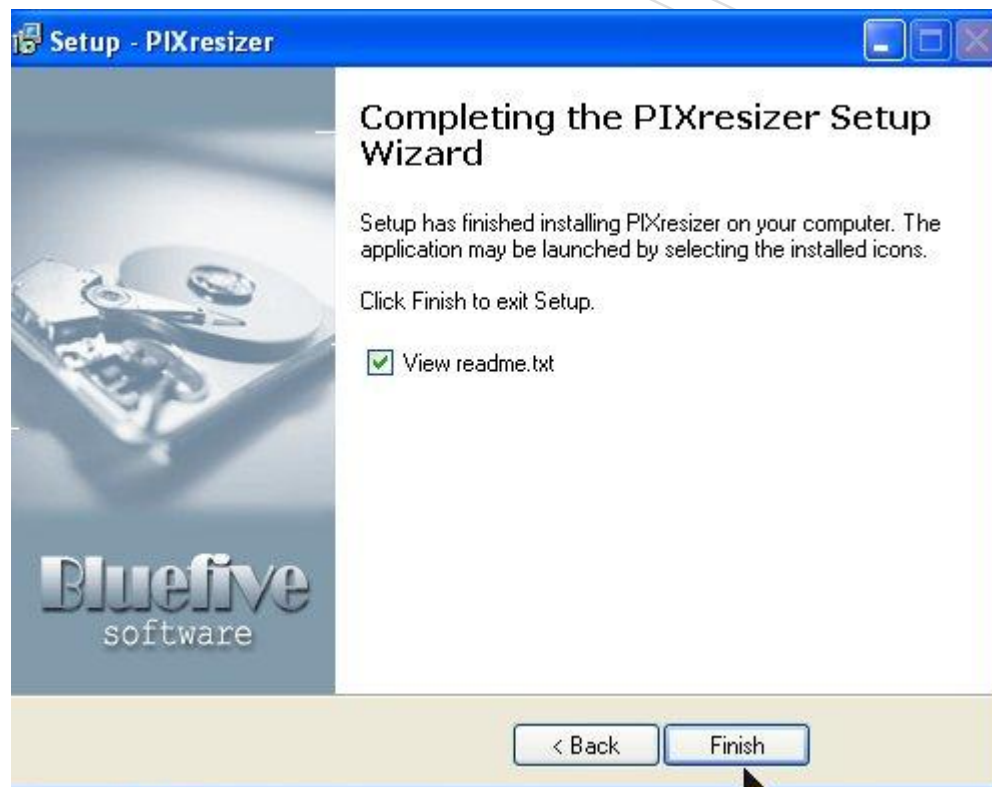 Setup - PIXresizer
Completing the PIXresizer Setup
Wizard
Setup has finished installing PIXresizer on your computer. The
application may be launched by selecting the installed icons.
Click Finish to exit Setup.
View readme.txt
Bluefive
software
< Back
Finish